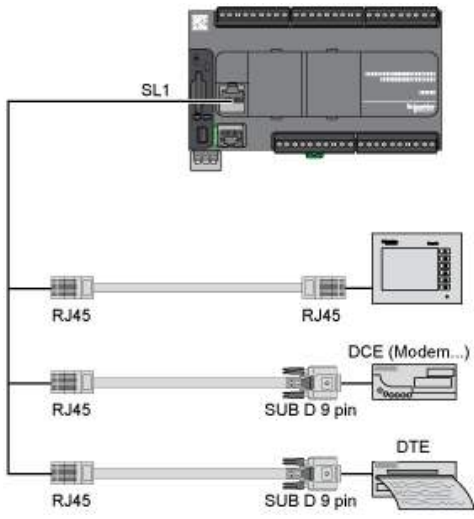 SL1
RJ45
RJ45
DCE (Modem...)
RJ45
SUB D 9 pin
DTE
RJ45
SUB D 9 pin